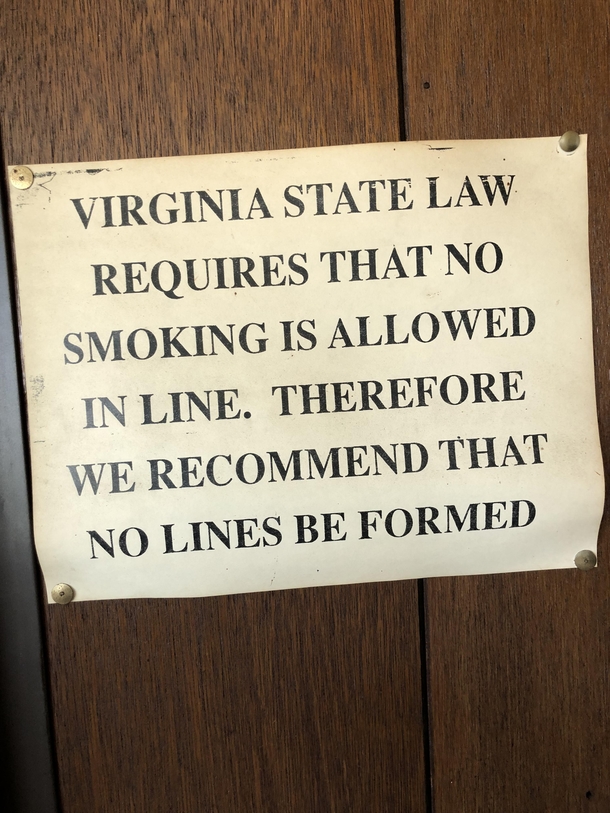 VIRGINIA STATE LAW
REQUIRES THAT NO
SMOKING IS ALLOWED
IN LINE. THEREFORE
WE RECOMMEND THAT
NO LINES BE FORMED